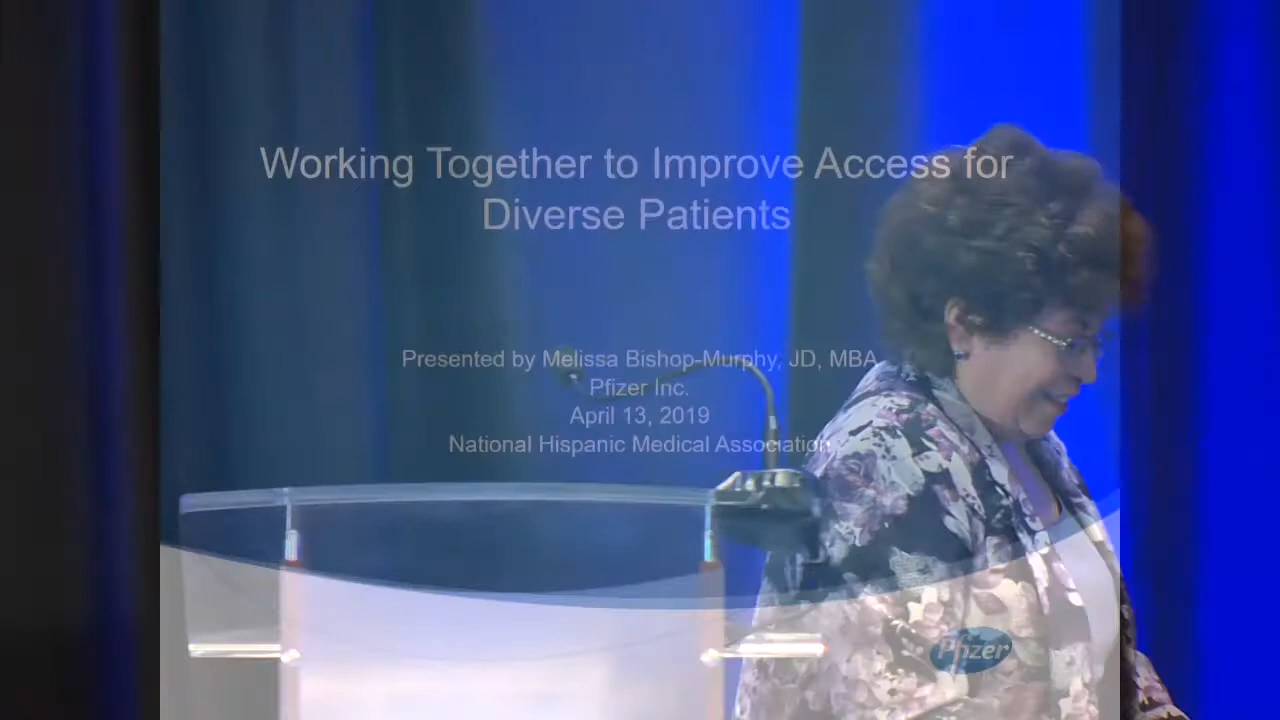 Working Together to Improve Access for
Diverse Patients
Presented by Melissa Bishop-Murphy, JD, MBA
Pfizer Inc.
April 13, 2019
National Hispanic Medical Association
Pfizer